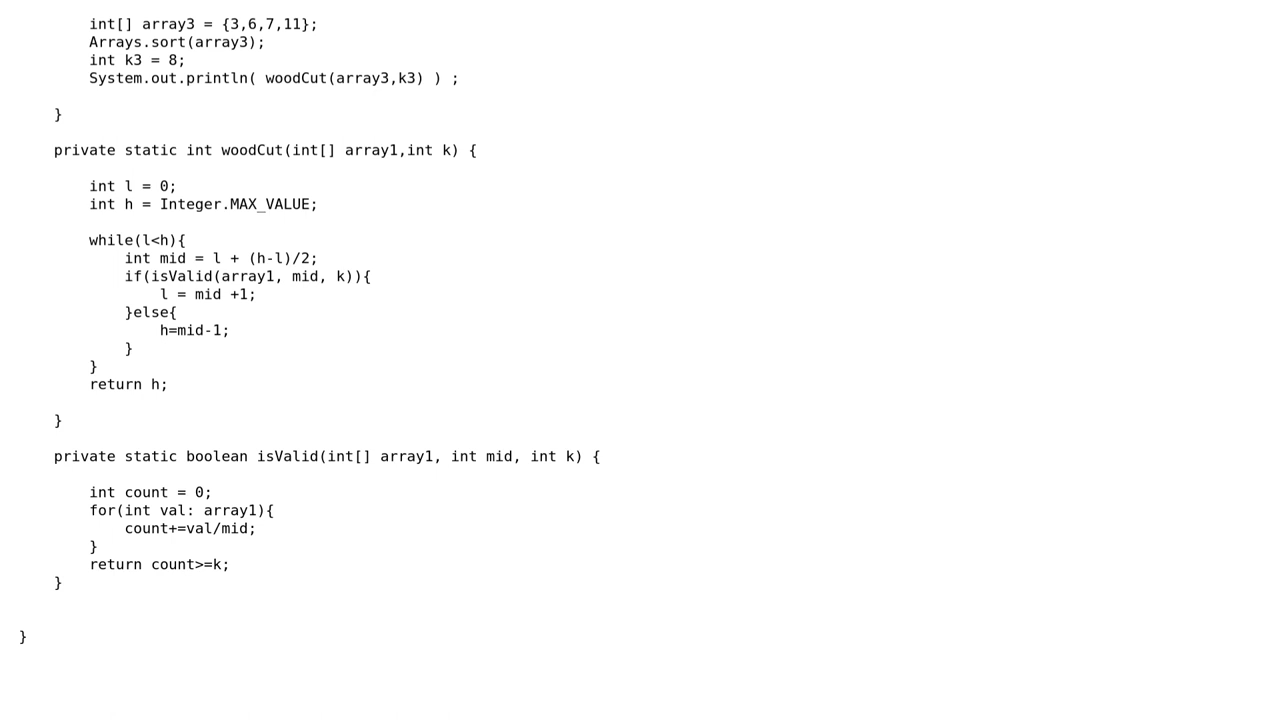 int[] array3 = {3,6,7,11};
Arrays.sort(array3);
int k3 = 8;
System.out.println( woodCut(array3,k3) ) ;
}
private static int woodCut(int[] array1,int k) {
int l = 0;
int h = Integer.MAX_VALUE;
while(l<h){
int mid = l + (h-l)/2;
if(isValid(array1, mid, k)){
l = mid +1;
}else{
h=mid-1;
}
}
return h;
}
private static boolean isValid(int[] array1, int mid, int k) {
int count = 0;
for(int val: array1){
count+=val/mid;
}
return count>=k;
}
}